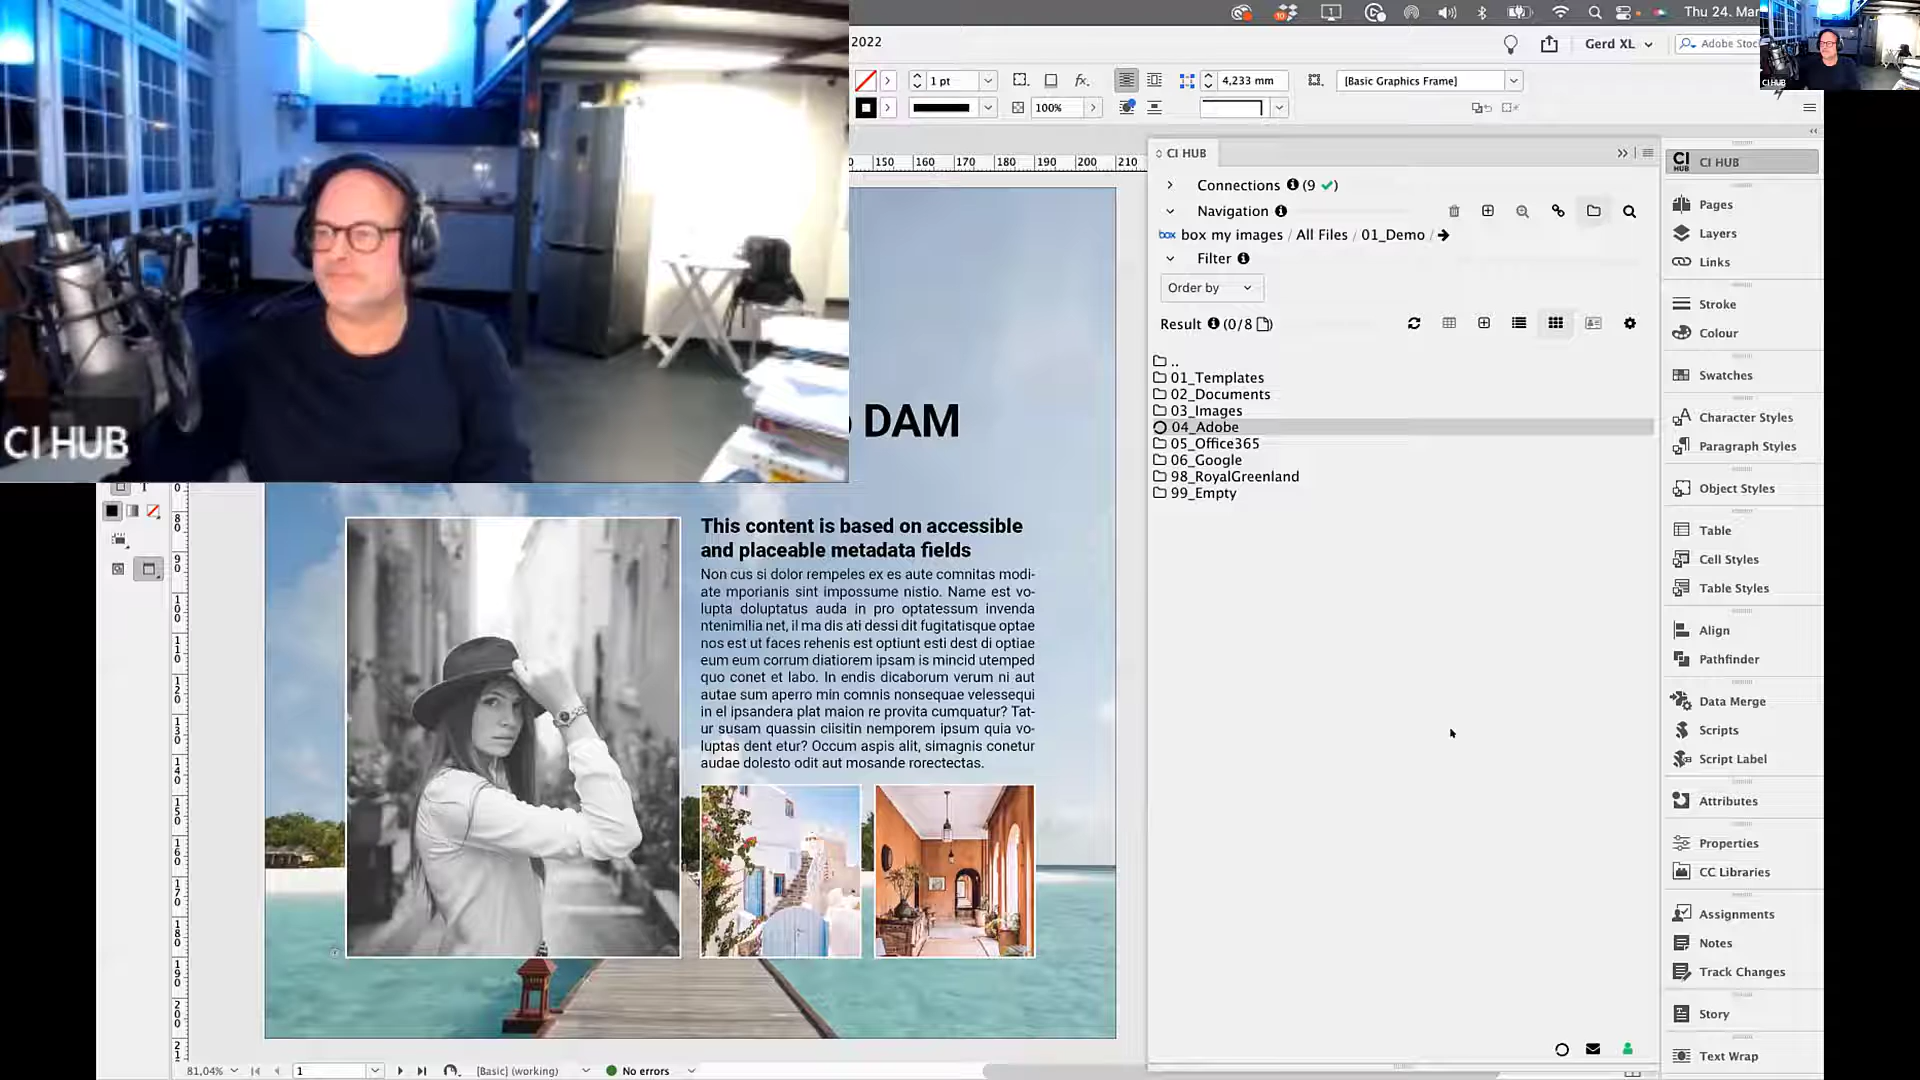 2022
Thu 24. Mar
Gerd XL
Adobe Stoc
1 pt
4,233 mm
[Basic Graphics Frame]
100%
150 160 170 180 190 200 210
CI HUB
CI HUB
CI HUB
CI HUB
Connections (9 )
Navigation
box my images / All Files / 01_Demo /
Filter
Order by
Result (0/8 )
..
01_Templates
02_Documents
03_Images
04_Adobe
05_Office365
06_Google
98_RoyalGreenland
99_Empty
DAM
This content is based on accessible
and placeable metadata fields
Non cus si dolor rempeles ex es aute comnitas modi-
ate mporianis sint impossume nistio. Name est vo-
lupta doluptatus auda in pro optatessum invenda
ntenimilia net, il ma dis ati dessi dit fugitatisque optae
nos est ut faces rehenis est optiunt esti dest di optiae
eum eum corrum diatiorem ipsam is mincid utemped
quo conet et labo. In endis dicaborum verum ni aut
autae sum aperro min comnis nonsequae velessequi
in el ipsandera plat maion re provita cumquatur? Tat-
ur susam quassin ciisitin nemporem ipsum quia vo-
luptas dent etur? Occum aspis alit, simagnis conetur
audae dolesto odit aut mosande rorectectas.
CI HUB
Pages
Layers
Links
Stroke
Colour
Swatches
Character Styles
Paragraph Styles
Object Styles
Table
Cell Styles
Table Styles
Align
Pathfinder
Data Merge
Scripts
Script Label
Attributes
Properties
CC Libraries
Assignments
Notes
Track Changes
Story
Text Wrap
81,04%
1
[Basic] (working)
No errors